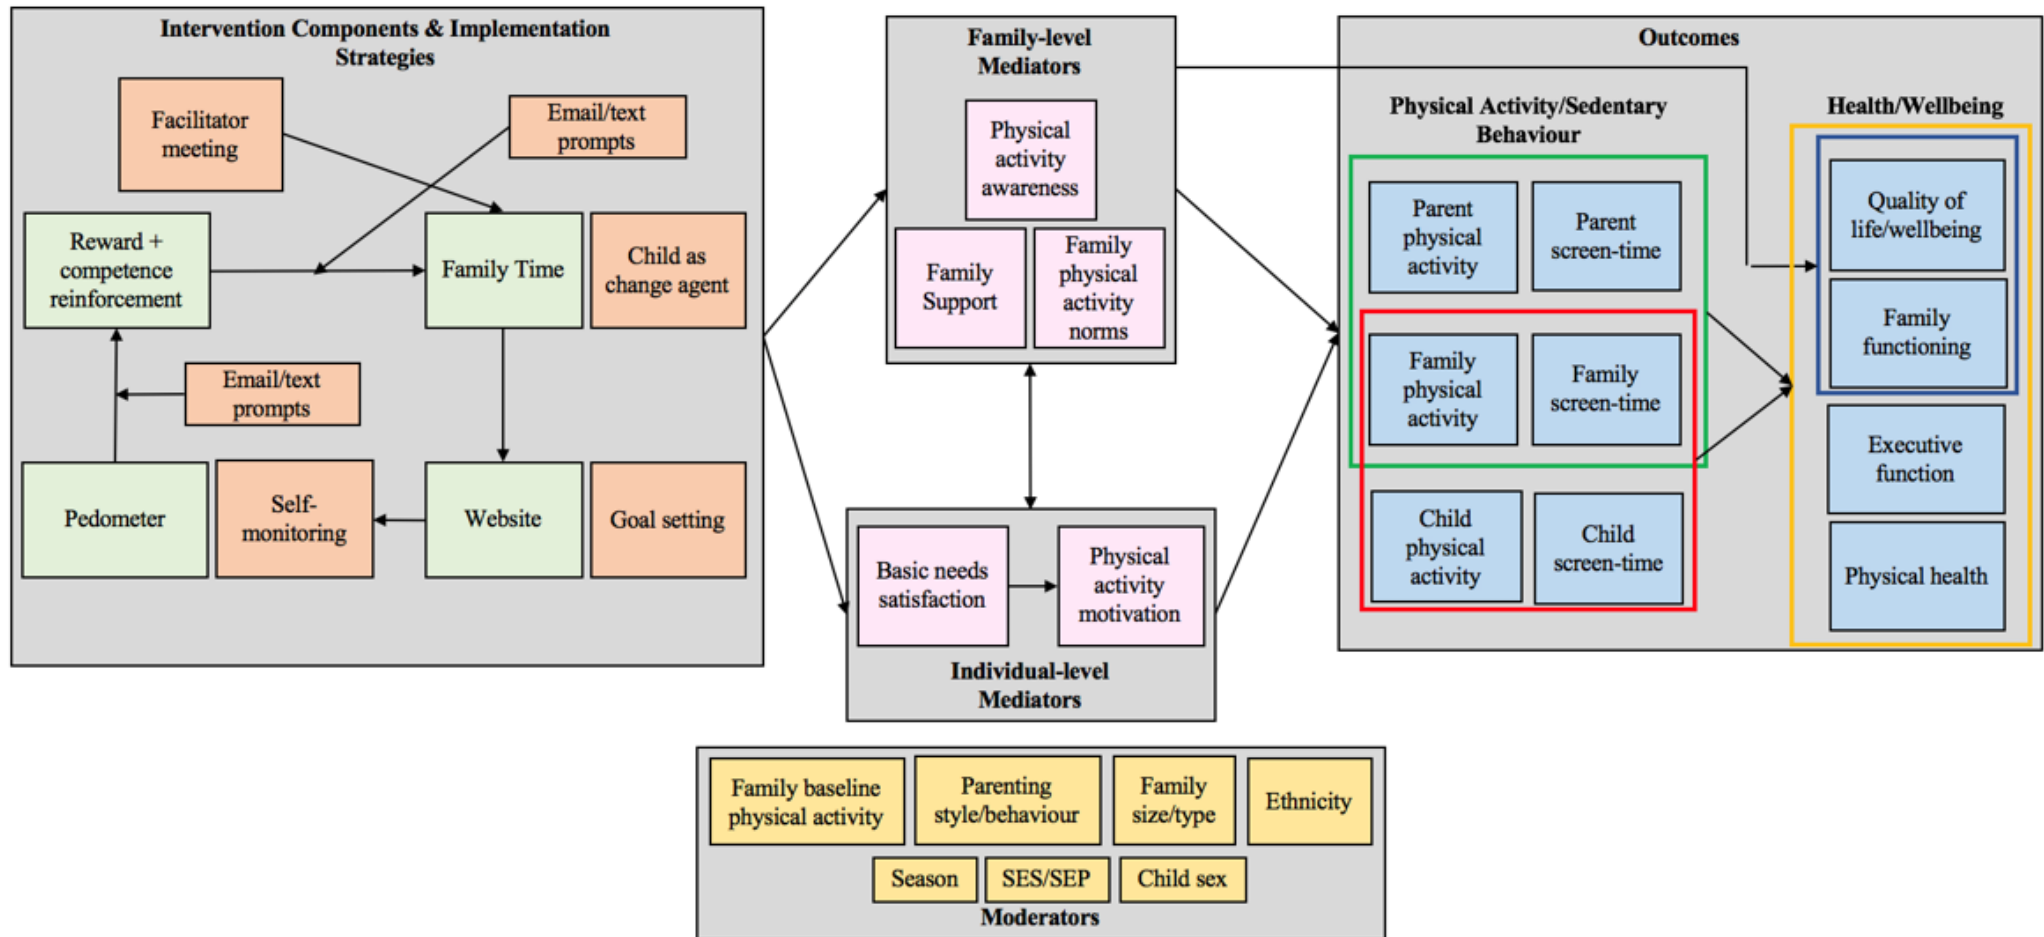 Intervention Components & Implementation
Strategies
Facilitator
meeting
Email/text
prompts
Reward +
competence
reinforcement
Family Time
Child as
change agent
Email/text
prompts
Pedometer
Self-
monitoring
Website
Goal setting
Family-level
Mediators
Physical
activity
awareness
Family
Support
Family
physical
activity
norms
Basic needs
satisfaction
Physical
activity
motivation
Individual-level
Mediators
Outcomes
Physical Activity/Sedentary
Behaviour
Parent
physical
activity
Parent
screen-time
Family
physical
activity
Family
screen-time
Child
physical
activity
Child
screen-time
Health/Wellbeing
Quality of
life/wellbeing
Family
functioning
Executive
function
Physical health
Family baseline
physical activity
Parenting
style/behaviour
Family
size/type
Ethnicity
Season
SES/SEP
Child sex
Moderators